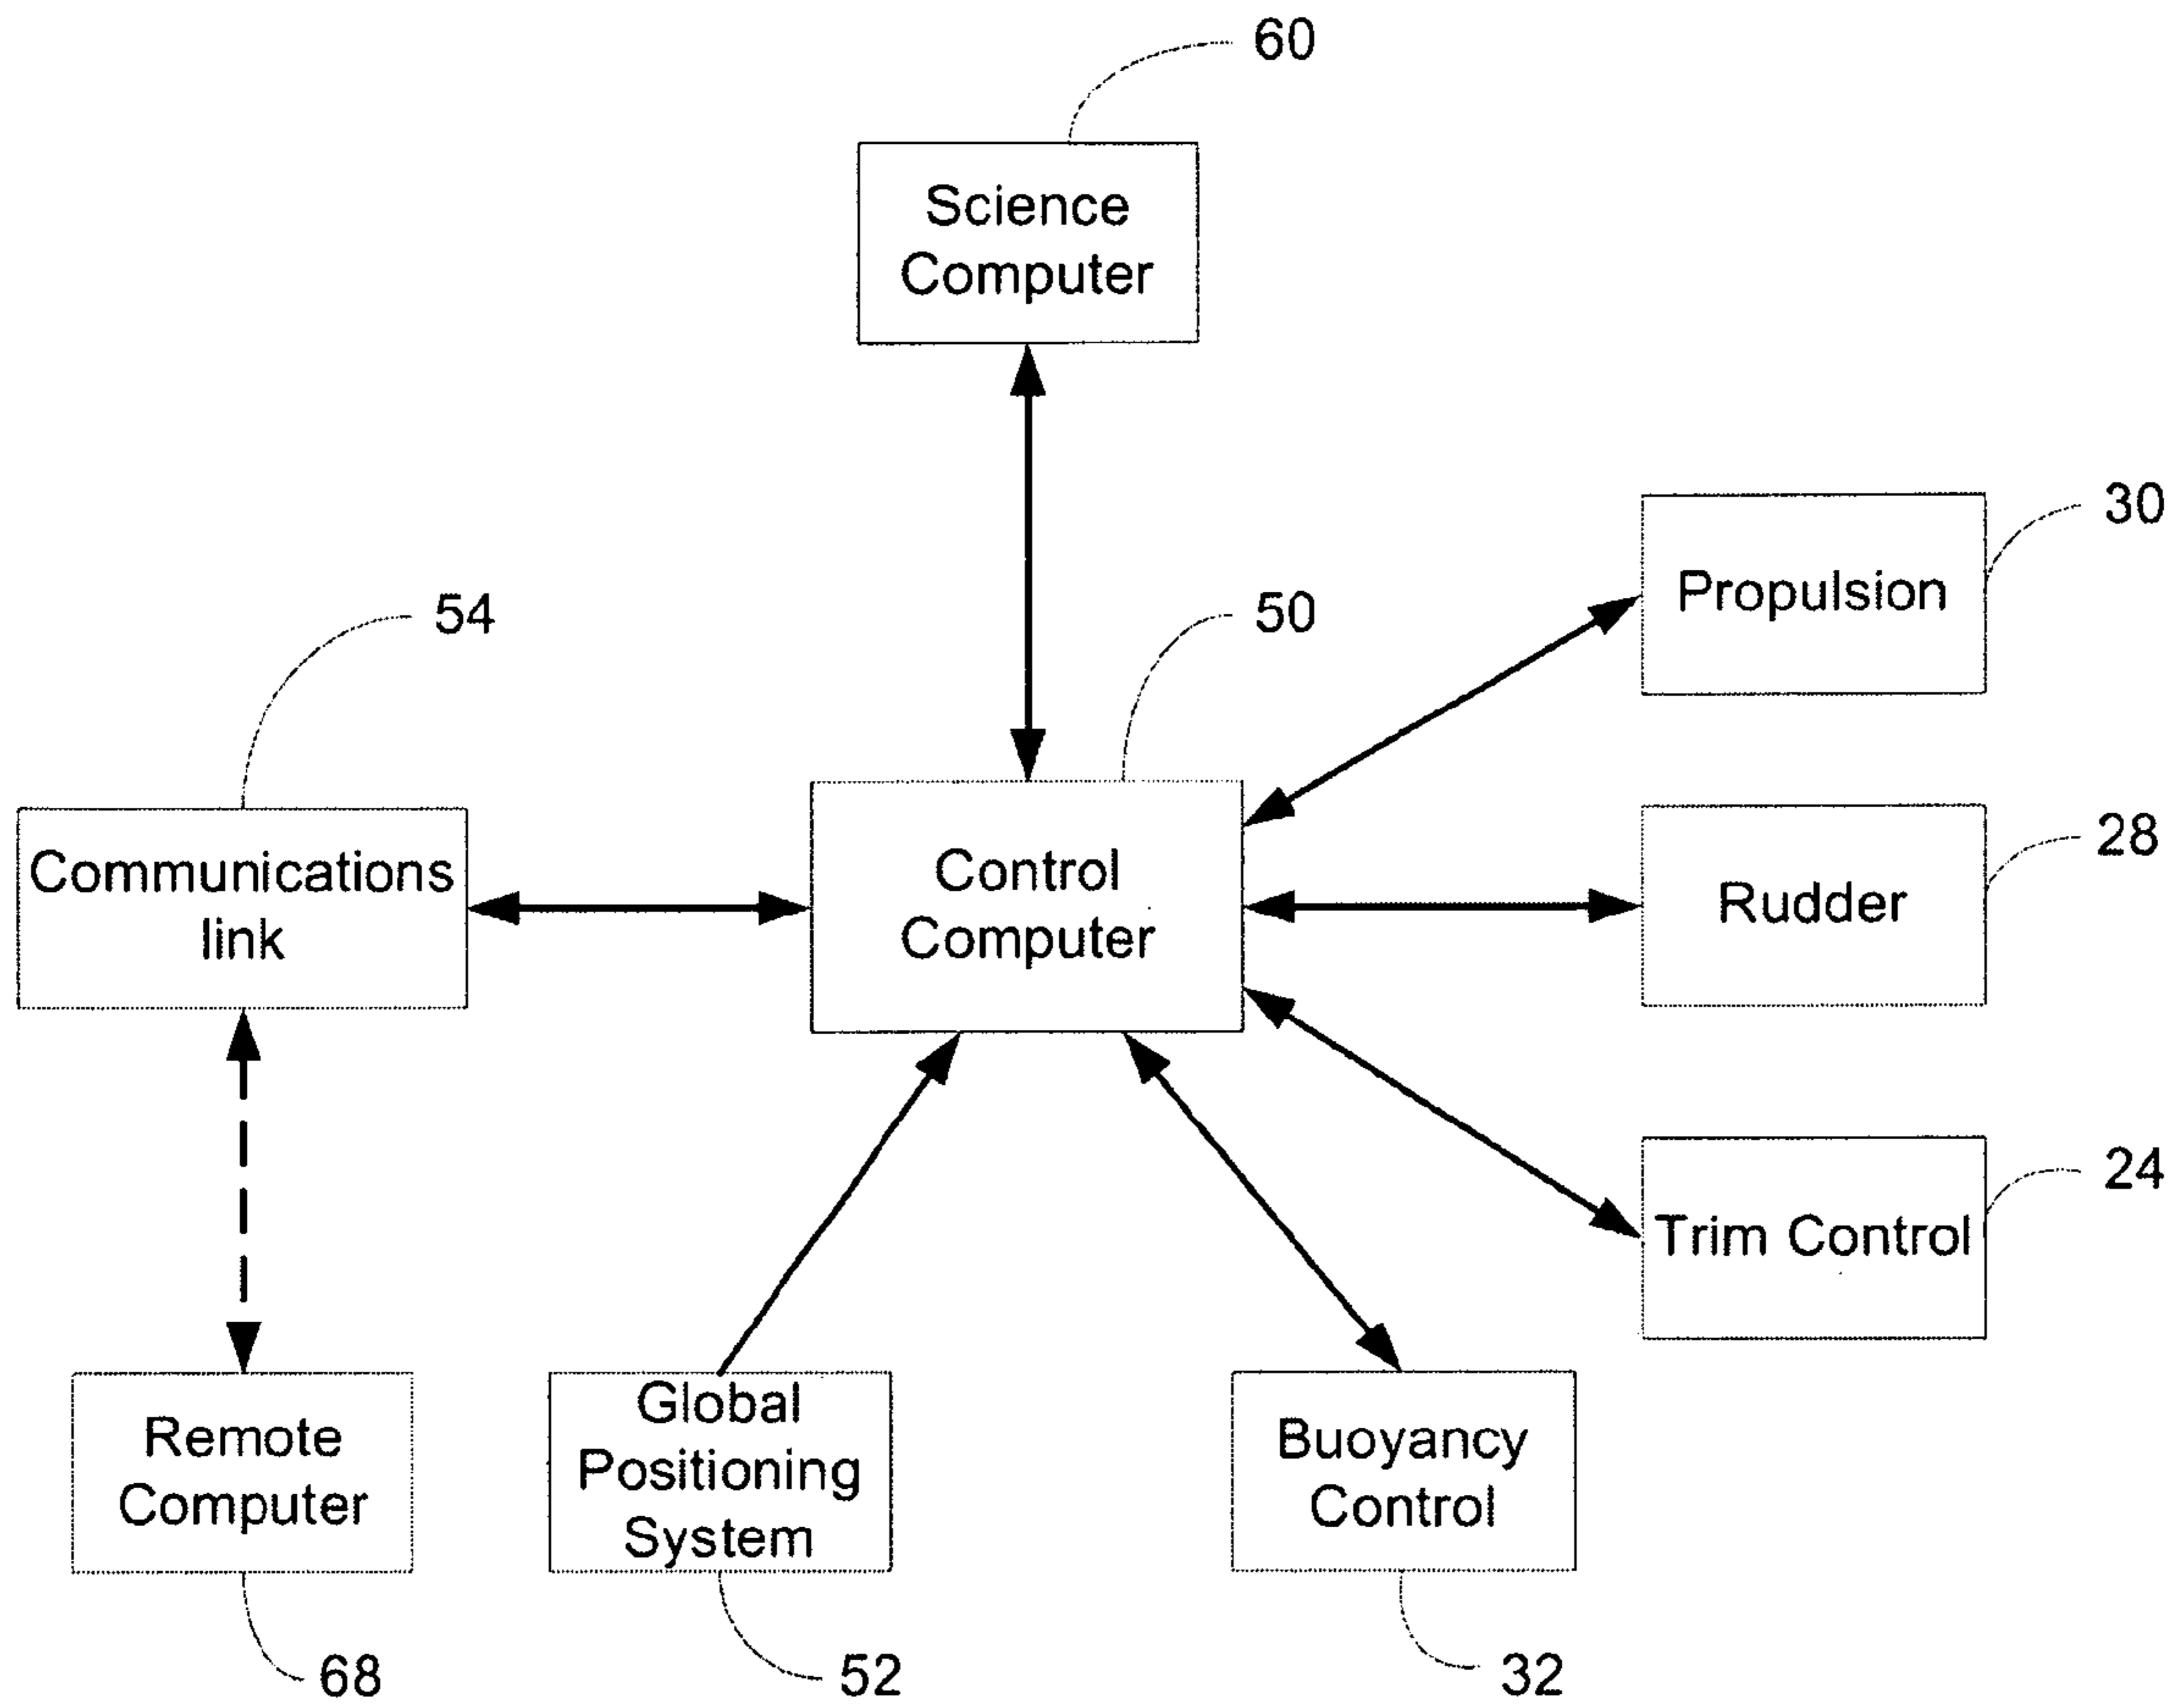 60
Science
Computer
30
Propulsion
54
50
28
Communications
link
Control
Computer
Rudder
24
Trim Control
Remote
Computer
Global
Positioning
System
Buoyancy
Control
68
52
32